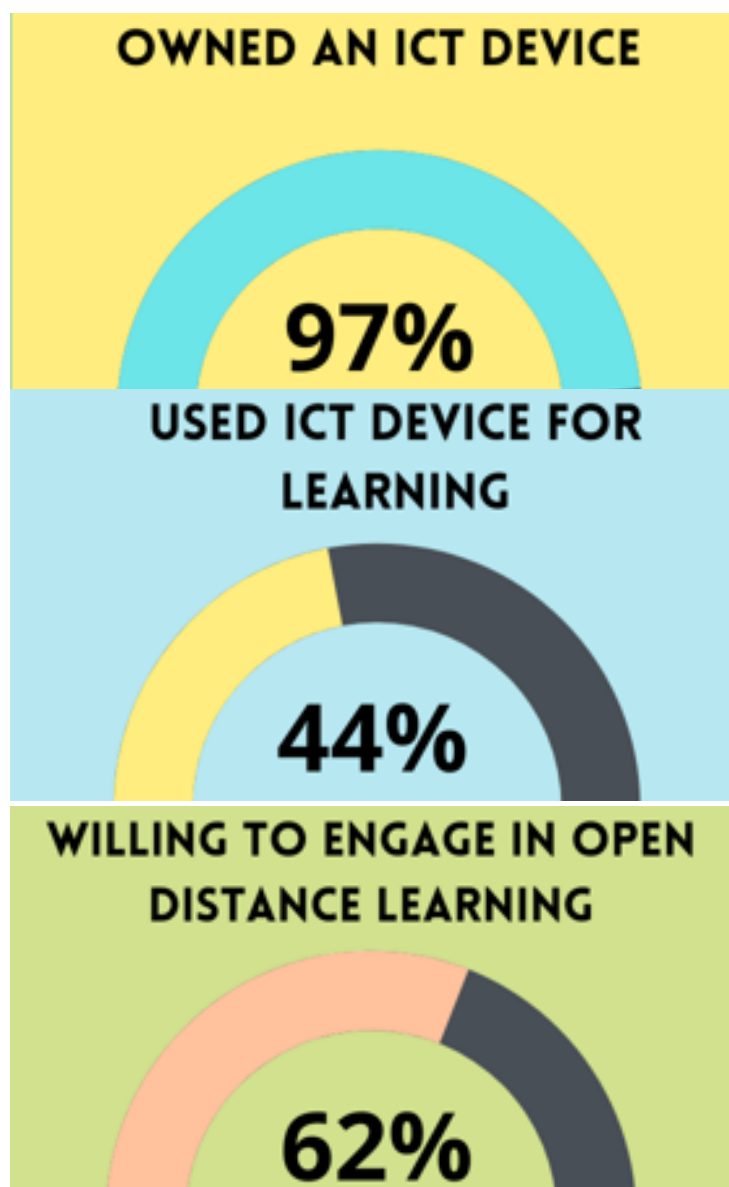 OWNED AN ICT DEVICE
97%
USED ICT DEVICE FOR
LEARNING
44%
WILLING TO ENGAGE IN OPEN
DISTANCE LEARNING
62%